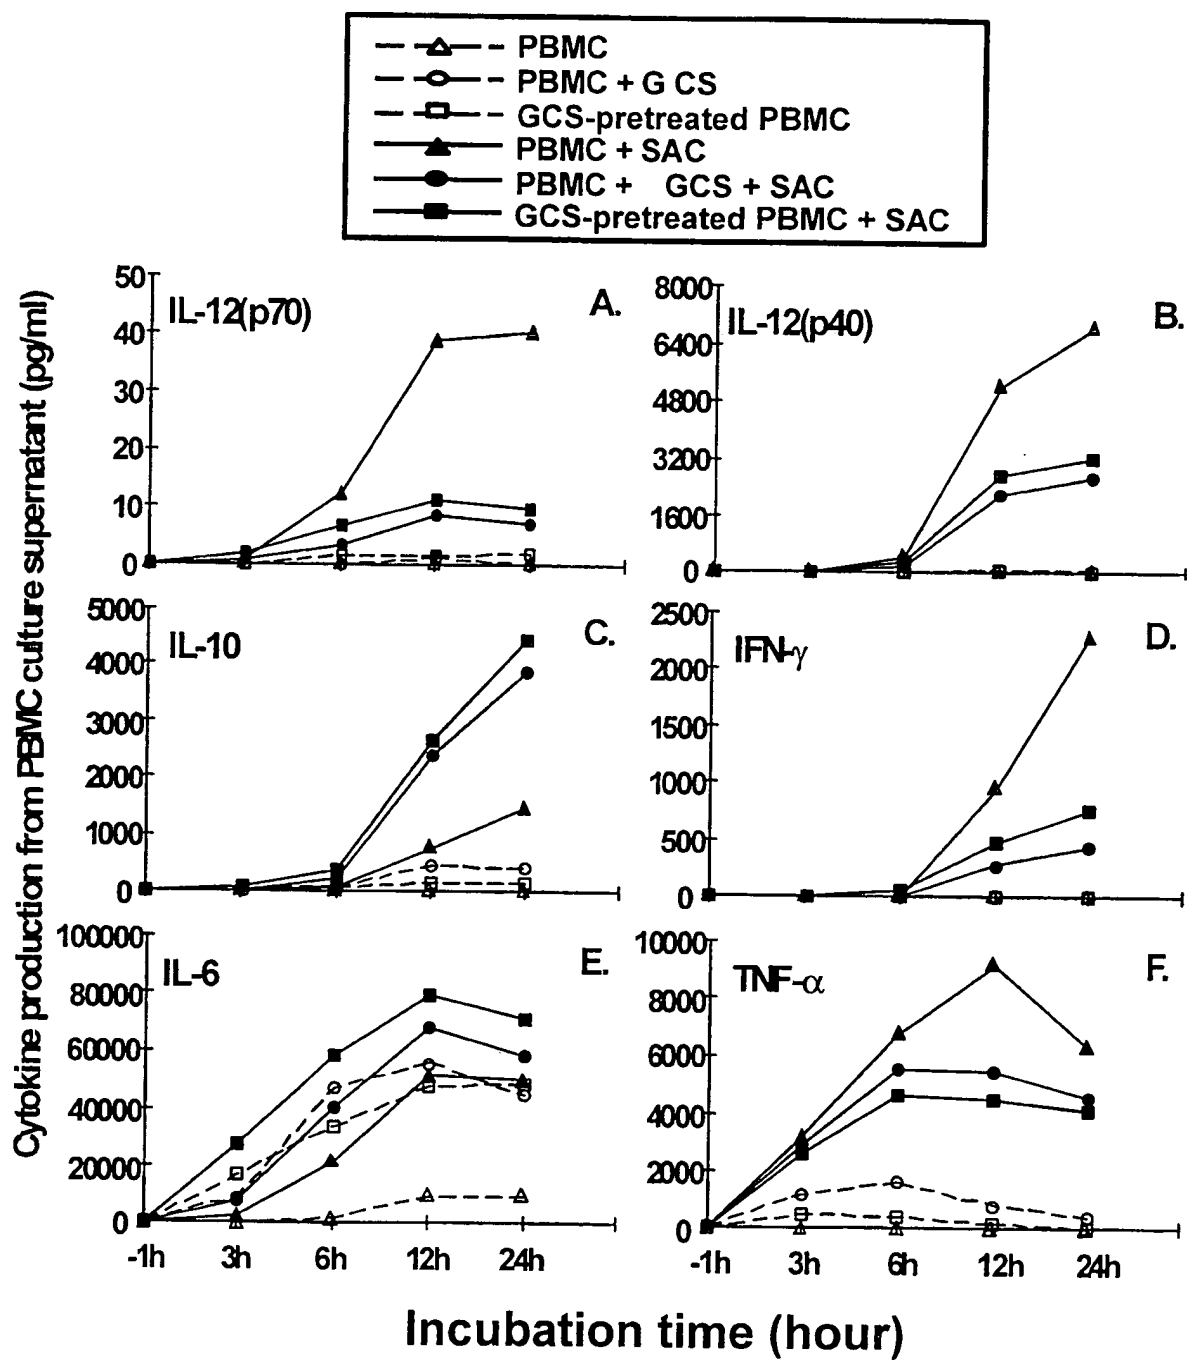 PBMC
PBMC + G CS
GCS-pretreated PBMC
PBMC + SAC
PBMC + GCS + SAC
GCS-pretreated PBMC + SAC
Cytokine production from PBMC culture supernatant (pg/ml)
IL-12(p70)
A.
50
40
30
20
10
0
IL-12(p40)
B.
8000
6400
4800
3200
1600
0
IL-10
C.
5000
4000
3000
2000
1000
0
IFN-γ
D.
2500
2000
1500
1000
500
0
IL-6
E.
100000
80000
60000
40000
20000
0
-1h 3h 6h 12h 24h
TNF-α
F.
10000
8000
6000
4000
2000
0
-1h 3h 6h 12h 24h
Incubation time (hour)